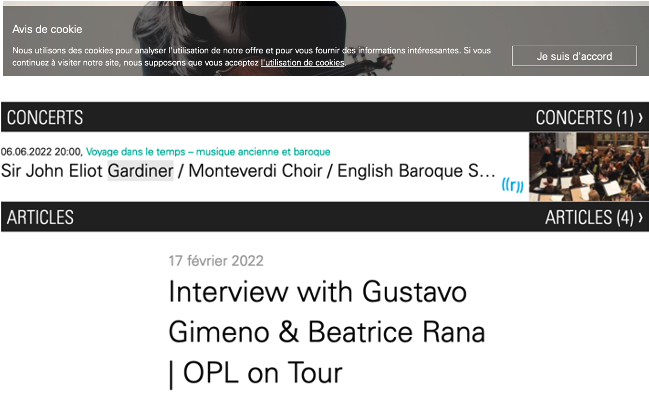 Avis de cookie
Nous utilisons des cookies pour analyser l'utilisation de notre offre et pour vous fournir des informations intéressantes. Si vous
continuez à visiter notre site, nous supposons que vous acceptez l'utilisation de cookies.
Je suis d'accord
CONCERTS
CONCERTS (1) ›
06.06.2022 20:00, Voyage dans le temps – musique ancienne et baroque
Sir John Eliot Gardiner / Monteverdi Choir / English Baroque S...
((r))
ARTICLES
ARTICLES (4) ›
17 février 2022
Interview with Gustavo
Gimeno & Beatrice Rana
| OPL on Tour